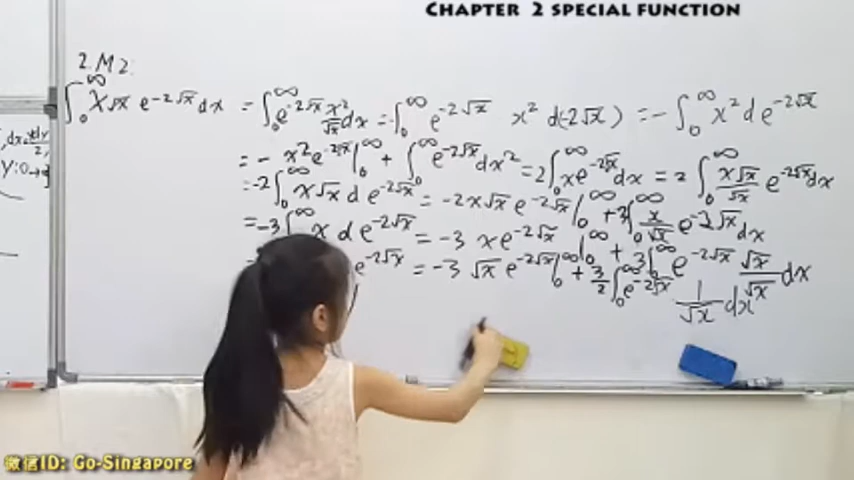 CHAPTER 2 SPECIAL FUNCTION
2.M2.
∫₀^∞ x√x e^{-2√x} dx = ∫₀^∞ e^{-2√x} x²/√x dx = -∫₀^∞ e^{-2√x} x² d(-2√x) = -∫₀^∞ x² d e^{-2√x}
= - x² e^{-2√x} |₀^∞ + ∫₀^∞ e^{-2√x} dx² = 2∫₀^∞ x e^{-2√x} dx = 2 ∫₀^∞ x√x/√x e^{-2√x} dx
= -2 ∫₀^∞ x√x d e^{-2√x} = -2x√x e^{-2√x} |₀^∞ + 3∫₀^∞ x/√x e^{-2√x} dx
= -3 ∫₀^∞ x d e^{-2√x} = -3 x e^{-2√x} |₀^∞ + 3∫₀^∞ e^{-2√x} √x/√x dx
e^{-2√x} = -3 √x e^{-2√x} |₀^∞ + 3/2 ∫₀^∞ e^{-2√x} 1/√x dx
微信ID: Go-Singapore